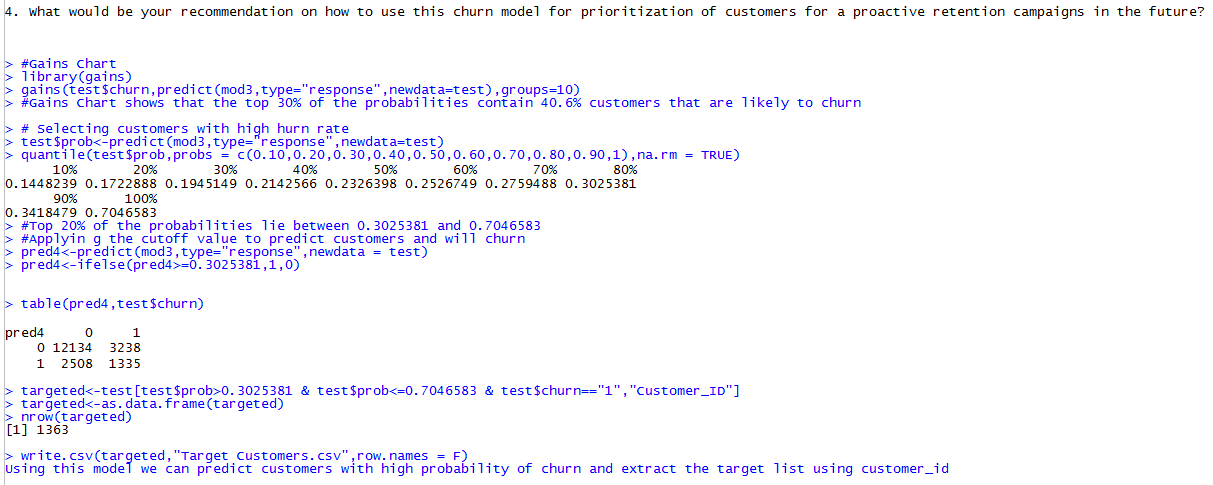 4. What would be your recommendation on how to use this churn model for prioritization of customers for a proactive retention campaigns in the future?
> #Gains Chart
> library(gains)
> gains(test$churn,predict(mod3,type="response",newdata=test),groups=10)
> #Gains Chart shows that the top 30% of the probabilities contain 40.6% customers that are likely to churn
> # Selecting customers with high hurn rate
> test$prob<-predict(mod3,type="response",newdata=test)
> quantile(test$prob,probs = c(0.10,0.20,0.30,0.40,0.50,0.60,0.70,0.80,0.90,1),na.rm = TRUE)
10% 20% 30% 40% 50% 60% 70% 80%
0.1448239 0.1722888 0.1945149 0.2142566 0.2326398 0.2526749 0.2759488 0.3025381
90% 100%
0.3418479 0.7046583
> #Top 20% of the probabilities lie between 0.3025381 and 0.7046583
> #Applyin g the cutoff value to predict customers and will churn
> pred4<-predict(mod3,type="response",newdata = test)
> pred4<-ifelse(pred4>=0.3025381,1,0)
> table(pred4,test$churn)
pred4 0 1
0 12134 3238
1 2508 1335
> targeted<-test[test$prob>0.3025381 & test$prob<=0.7046583 & test$churn=="1","Customer_ID"]
> targeted<-as.data.frame(targeted)
> nrow(targeted)
[1] 1363
> write.csv(targeted,"Target Customers.csv",row.names = F)
Using this model we can predict customers with high probability of churn and extract the target list using customer_id